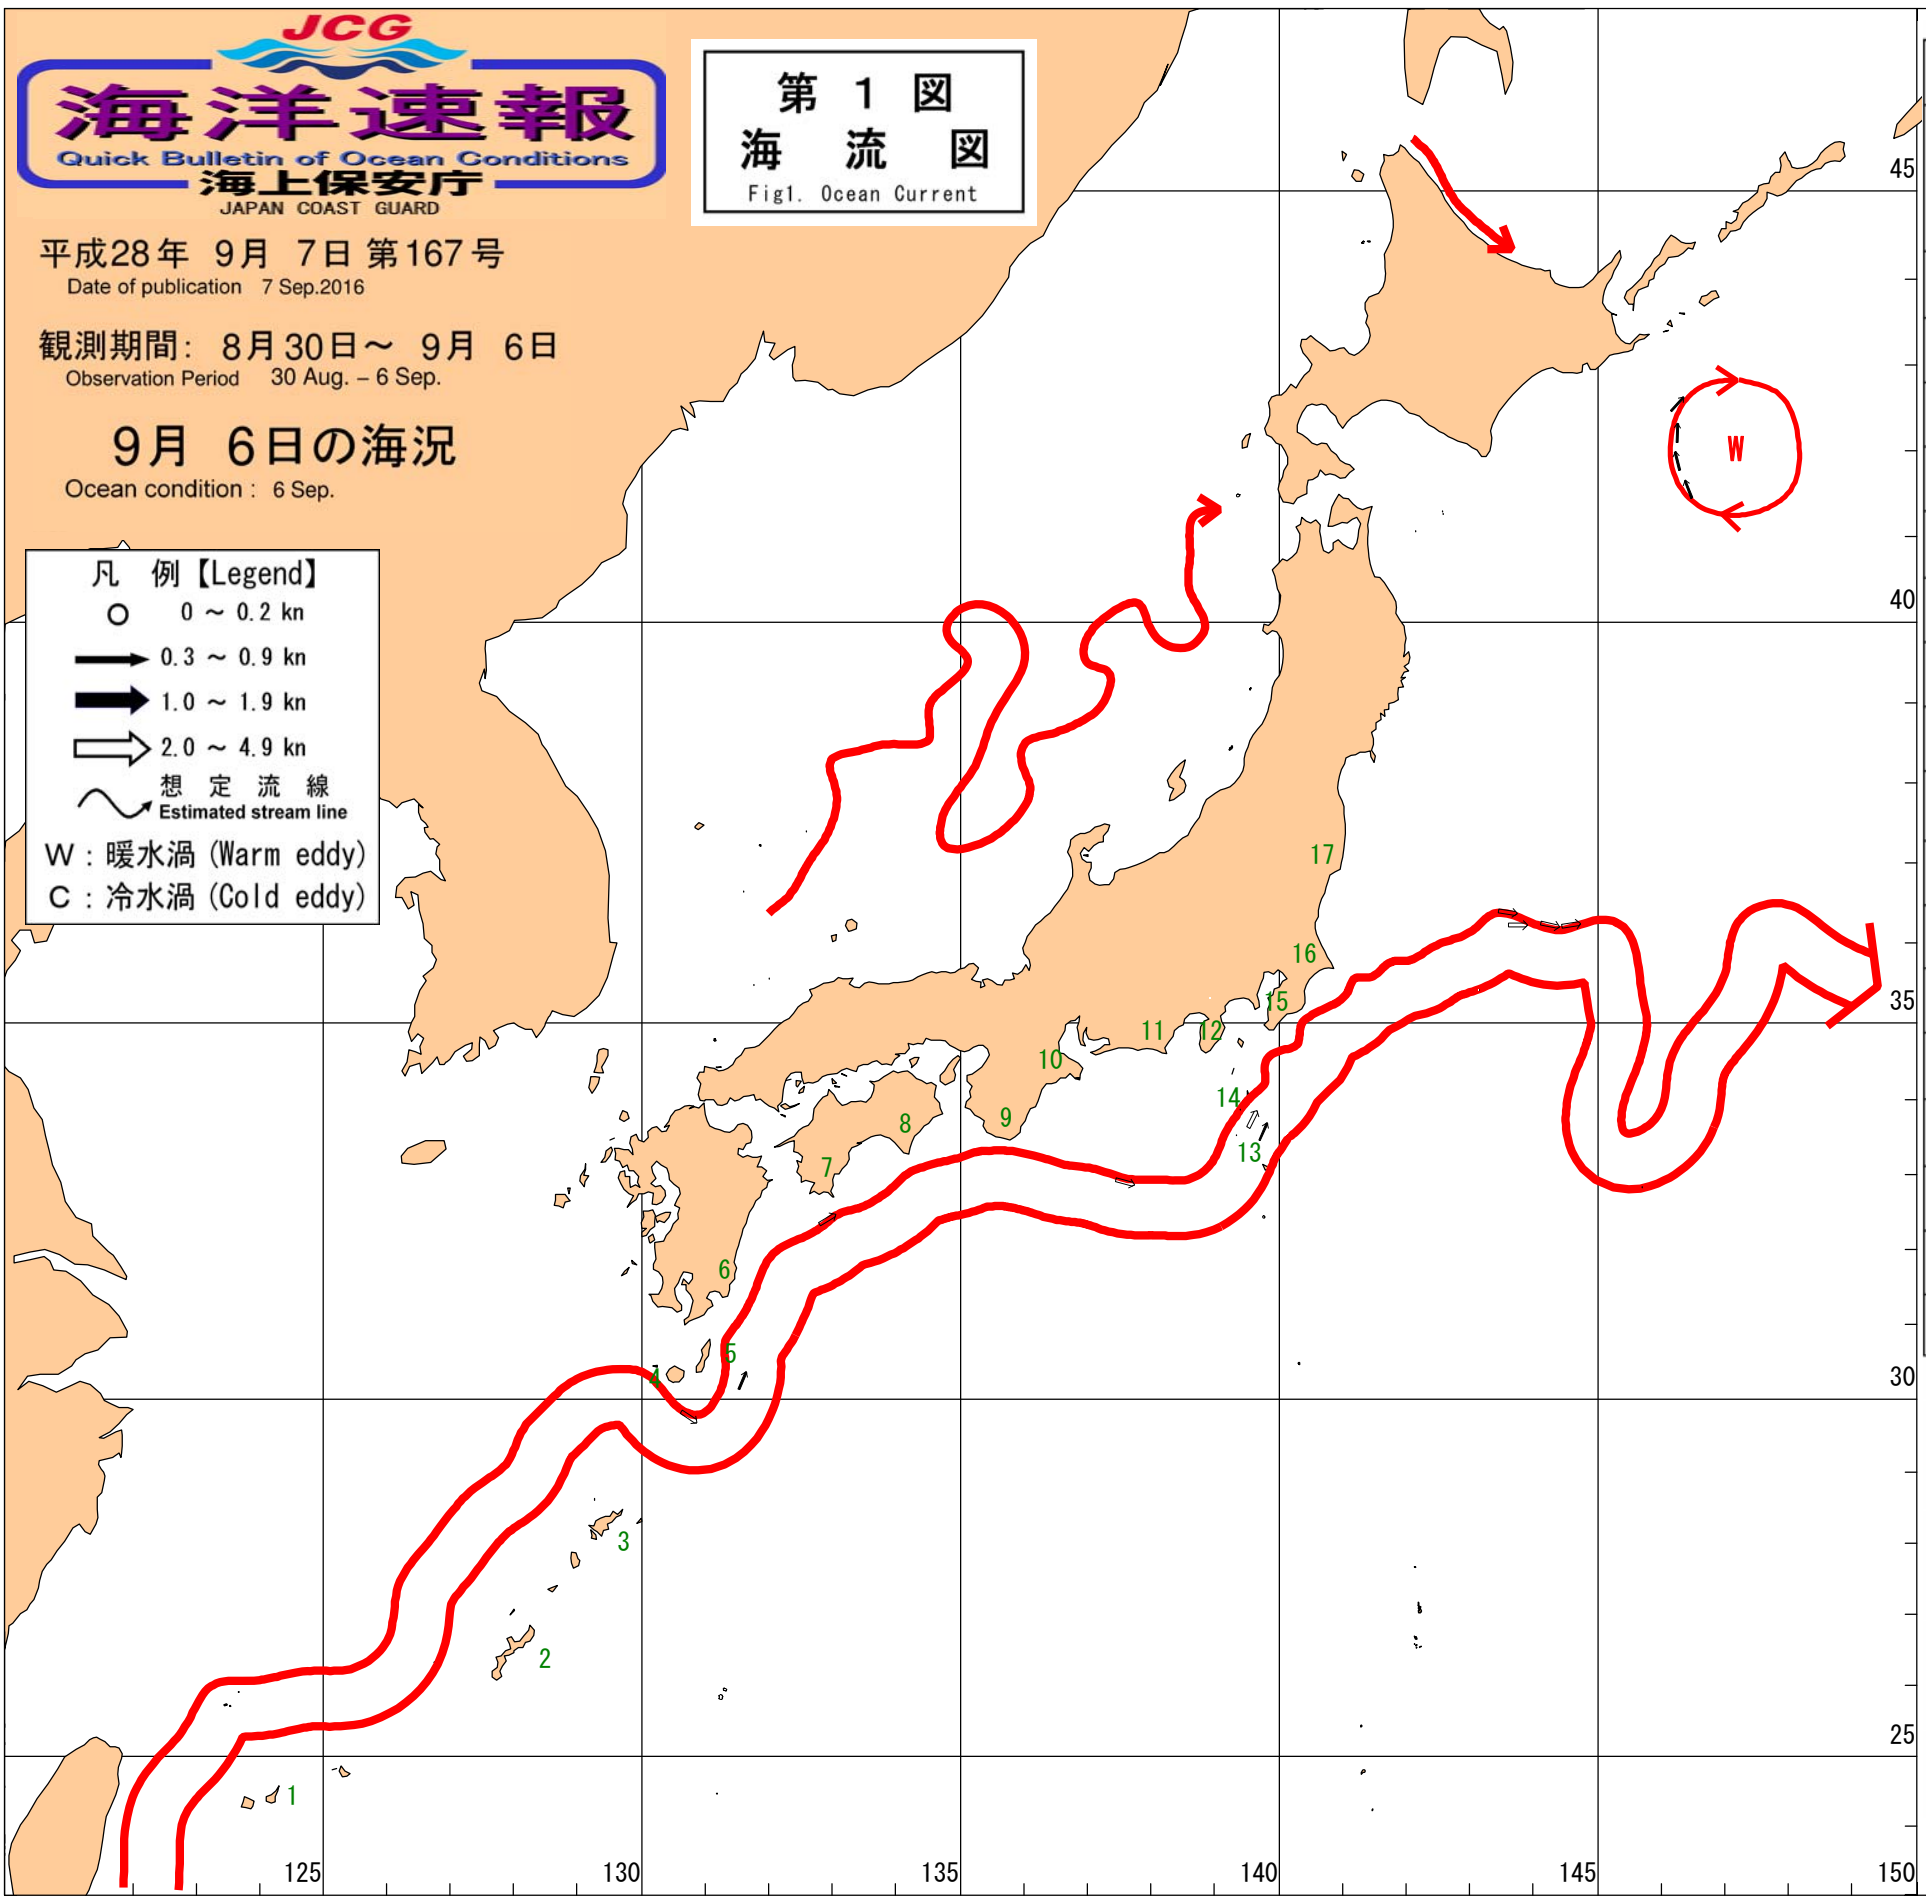 JCG
海洋速報
Quick Bulletin of Ocean Conditions
海上保安庁
JAPAN COAST GUARD
第 1 図
海 流 図
Fig1. Ocean Current
平成28年 9月 7日 第167号
Date of publication 7 Sep.2016
観測期間: 8月30日～ 9月 6日
Observation Period 30 Aug. – 6 Sep.
9月 6日の海況
Ocean condition : 6 Sep.
凡 例【Legend】
0 ～ 0.2 kn
0.3 ～ 0.9 kn
1.0 ～ 1.9 kn
2.0 ～ 4.9 kn
想 定 流 線
Estimated stream line
W : 暖水渦 (Warm eddy)
C : 冷水渦 (Cold eddy)
45
W
40
17
16
35
15
12
11
10
14
9
8
13
7
6
5
4
30
3
2
25
1
125
130
135
140
145
150